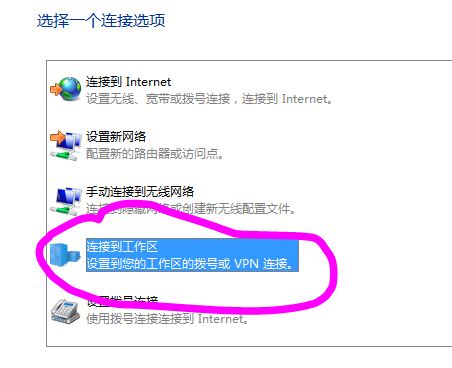 选择一个连接选项
连接到 Internet
设置无线、宽带或拨号连接，连接到 Internet。
设置新网络
配置新的路由器或访问点。
手动连接到无线网络
连接到隐藏网络或创建新无线配置文件。
连接到工作区
设置到您的工作区的拨号或 VPN 连接。
设置拨号连接
使用拨号连接连接到 Internet。